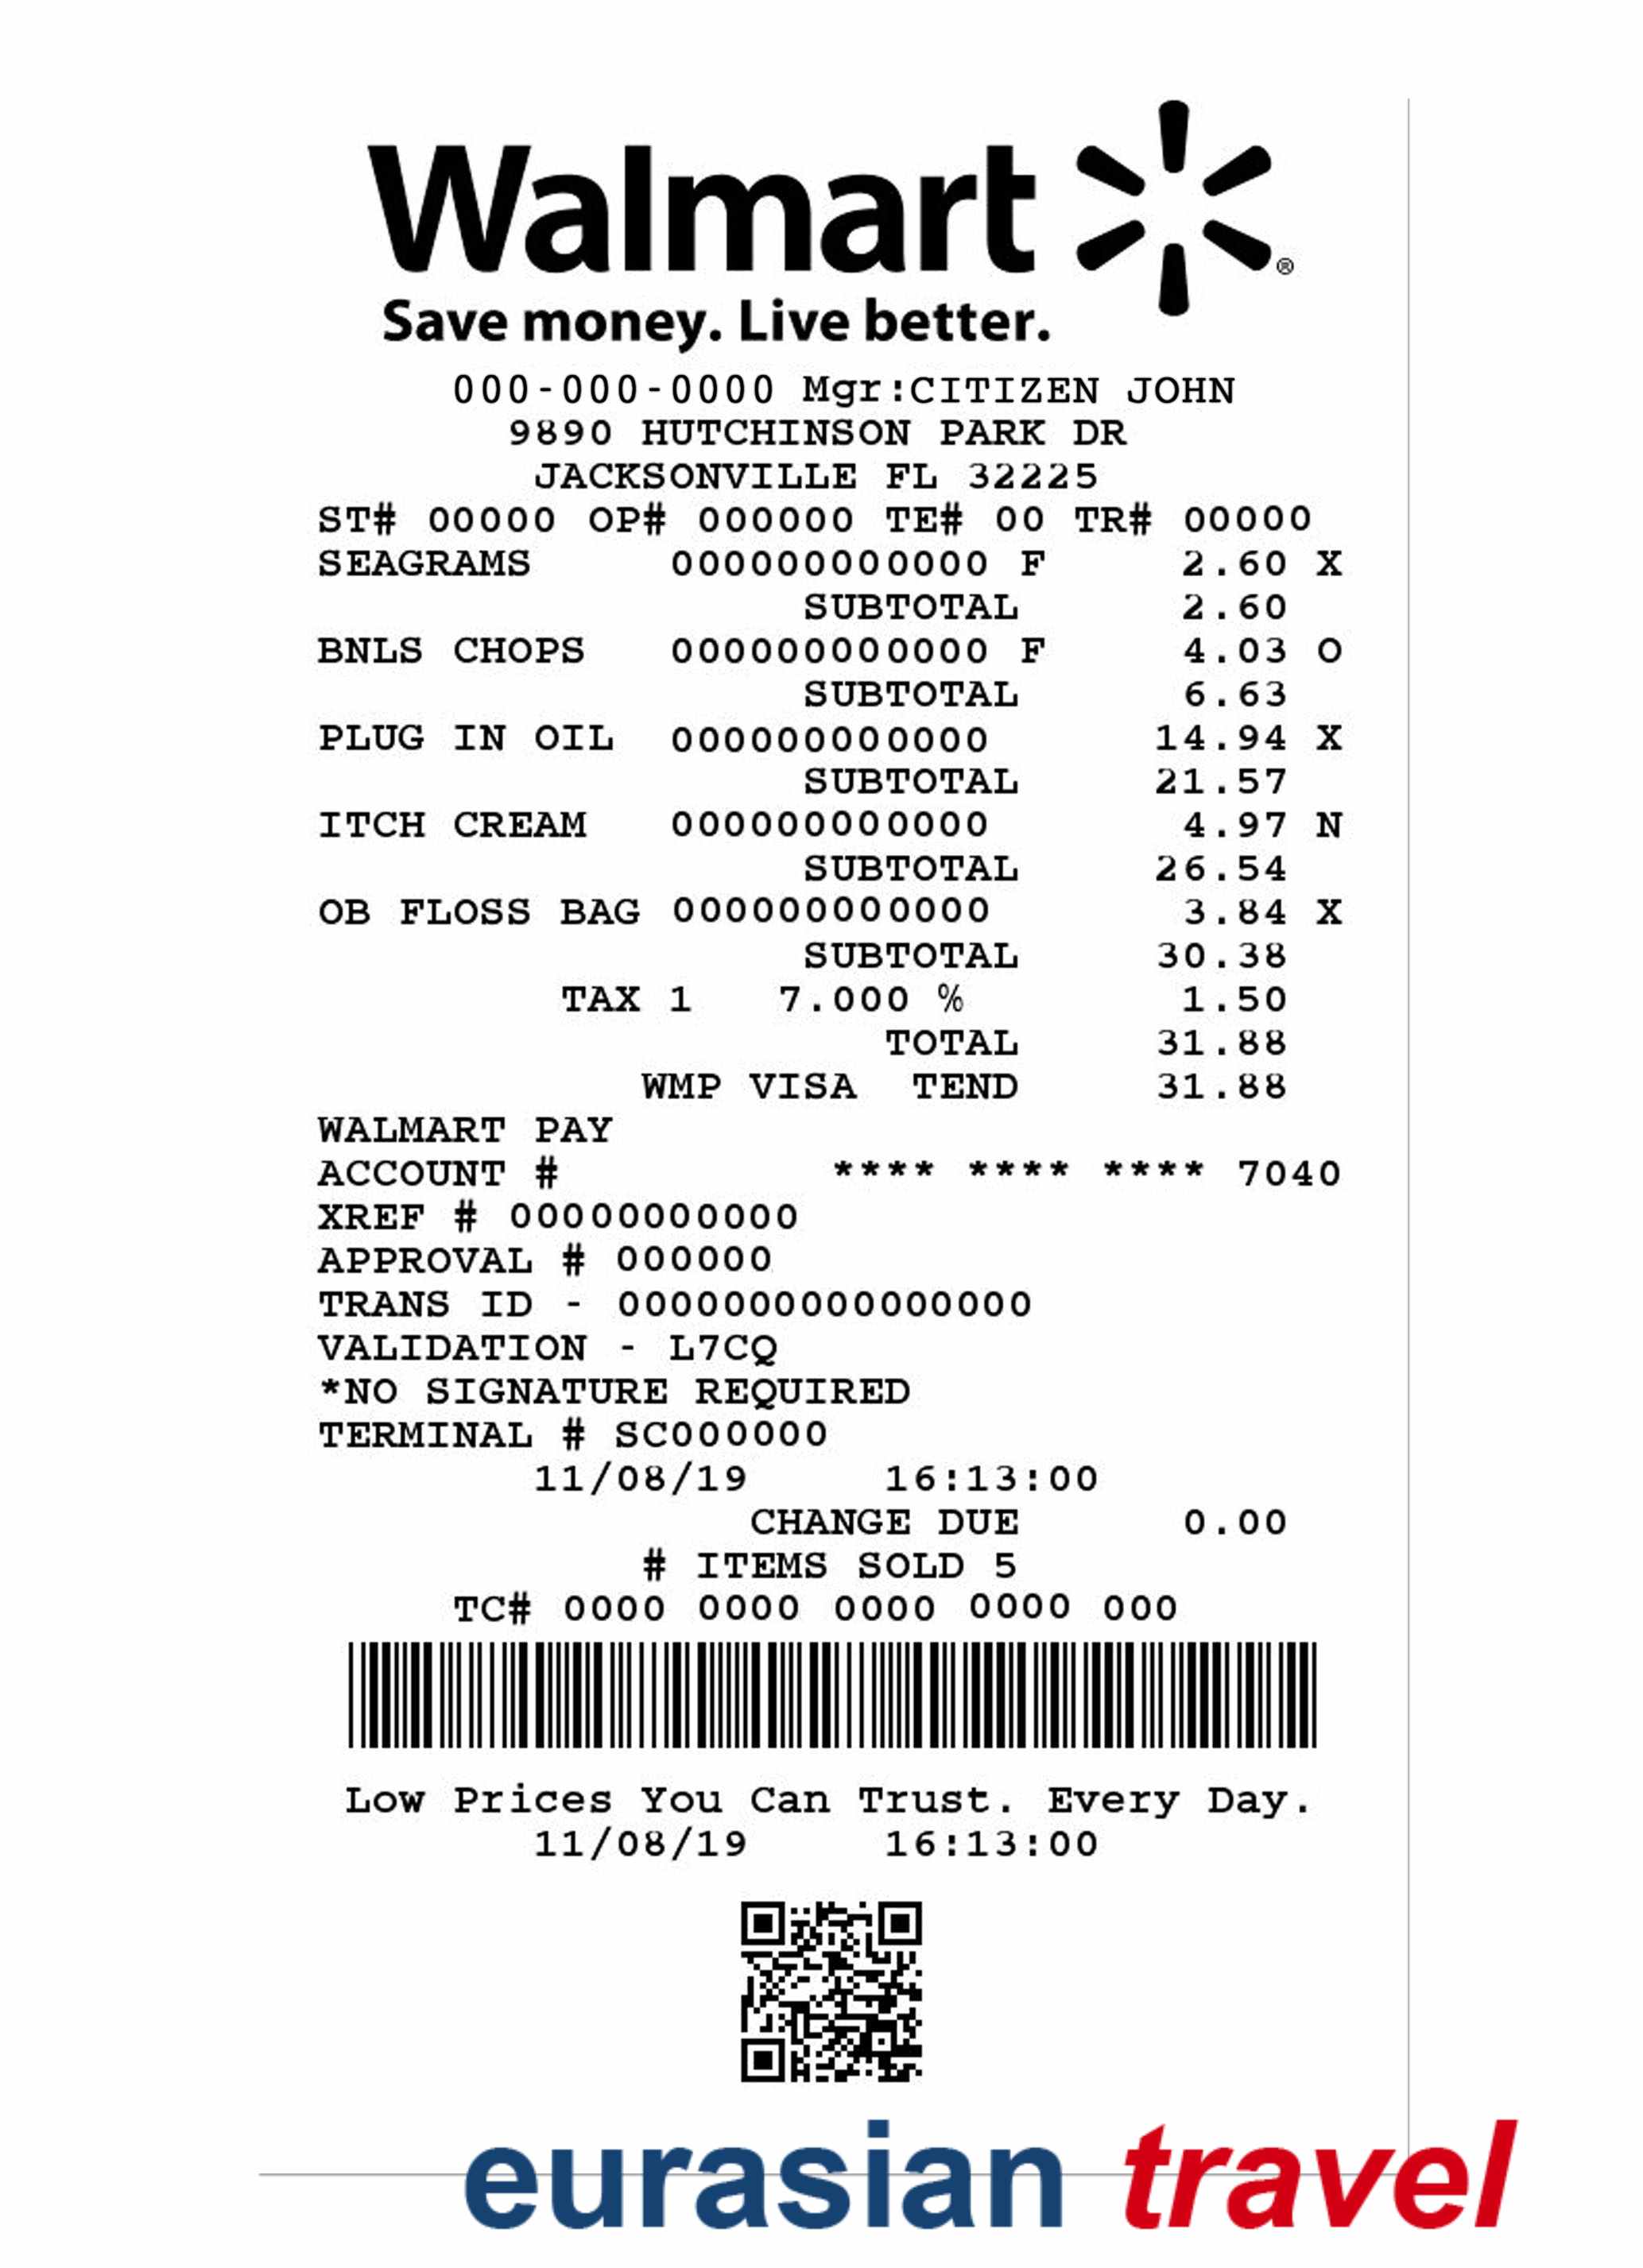 Walmart
®
Save money. Live better.
000-000-0000 Mgr:CITIZEN JOHN
9890 HUTCHINSON PARK DR
JACKSONVILLE FL 32225
ST# 00000 OP# 000000 TE# 00 TR# 00000
SEAGRAMS 000000000000 F 2.60 X
SUBTOTAL 2.60
BNLS CHOPS 000000000000 F 4.03 O
SUBTOTAL 6.63
PLUG IN OIL 000000000000 14.94 X
SUBTOTAL 21.57
ITCH CREAM 000000000000 4.97 N
SUBTOTAL 26.54
OB FLOSS BAG 000000000000 3.84 X
SUBTOTAL 30.38
TAX 1 7.000 % 1.50
TOTAL 31.88
WMP VISA TEND 31.88
WALMART PAY
ACCOUNT # **** **** **** 7040
XREF # 00000000000
APPROVAL # 000000
TRANS ID - 0000000000000000
VALIDATION - L7CQ
*NO SIGNATURE REQUIRED
TERMINAL # SC000000
11/08/19 16:13:00
CHANGE DUE 0.00
# ITEMS SOLD 5
TC# 0000 0000 0000 0000 000
Low Prices You Can Trust. Every Day.
11/08/19 16:13:00
eurasian travel